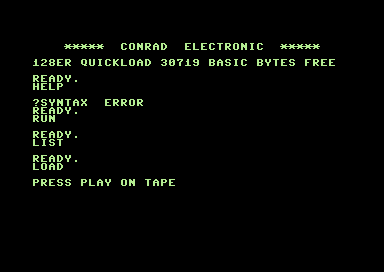 ***** CONRAD ELECTRONIC *****
128ER QUICKLOAD 30719 BASIC BYTES FREE
READY.
HELP
?SYNTAX ERROR
READY.
RUN
READY.
LIST
READY.
LOAD
PRESS PLAY ON TAPE